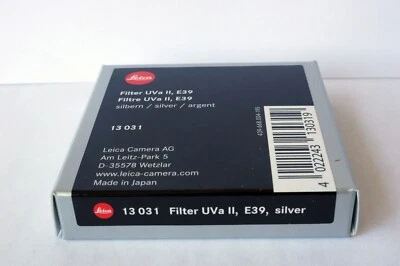 Leica
Filter UVa II, E39
Filtre UVa II, E39
silbern / silver / argent
13 031
Leica Camera AG
Am Leitz-Park 5
D-35578 Wetzlar
www.leica-camera.com
Made in Japan
4 022243 130319
Leica
13 031 Filter UVa II, E39, silver